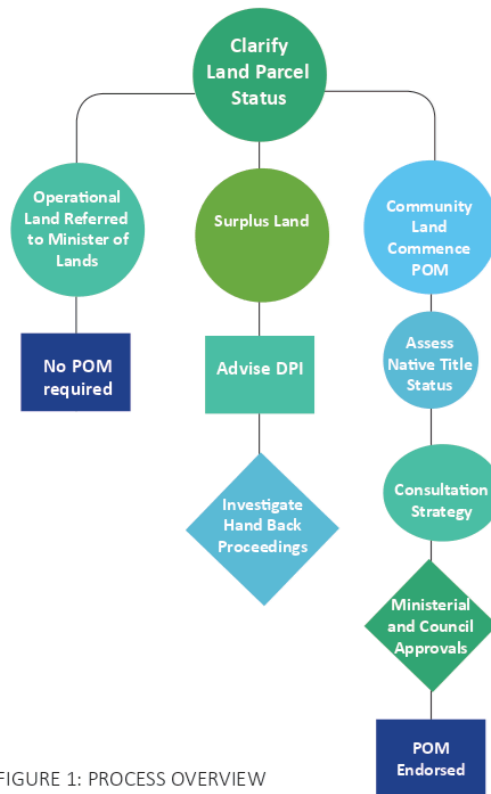 Clarify
Land Parcel
Status
Operational
Land Referred
to Minister of
Lands
No POM
required
Surplus Land
Advise DPI
Investigate
Hand Back
Proceedings
Community
Land
Commence
POM
Assess
Native Title
Status
Consultation
Strategy
Ministerial
and Council
Approvals
POM
Endorsed
FIGURE 1: PROCESS OVERVIEW